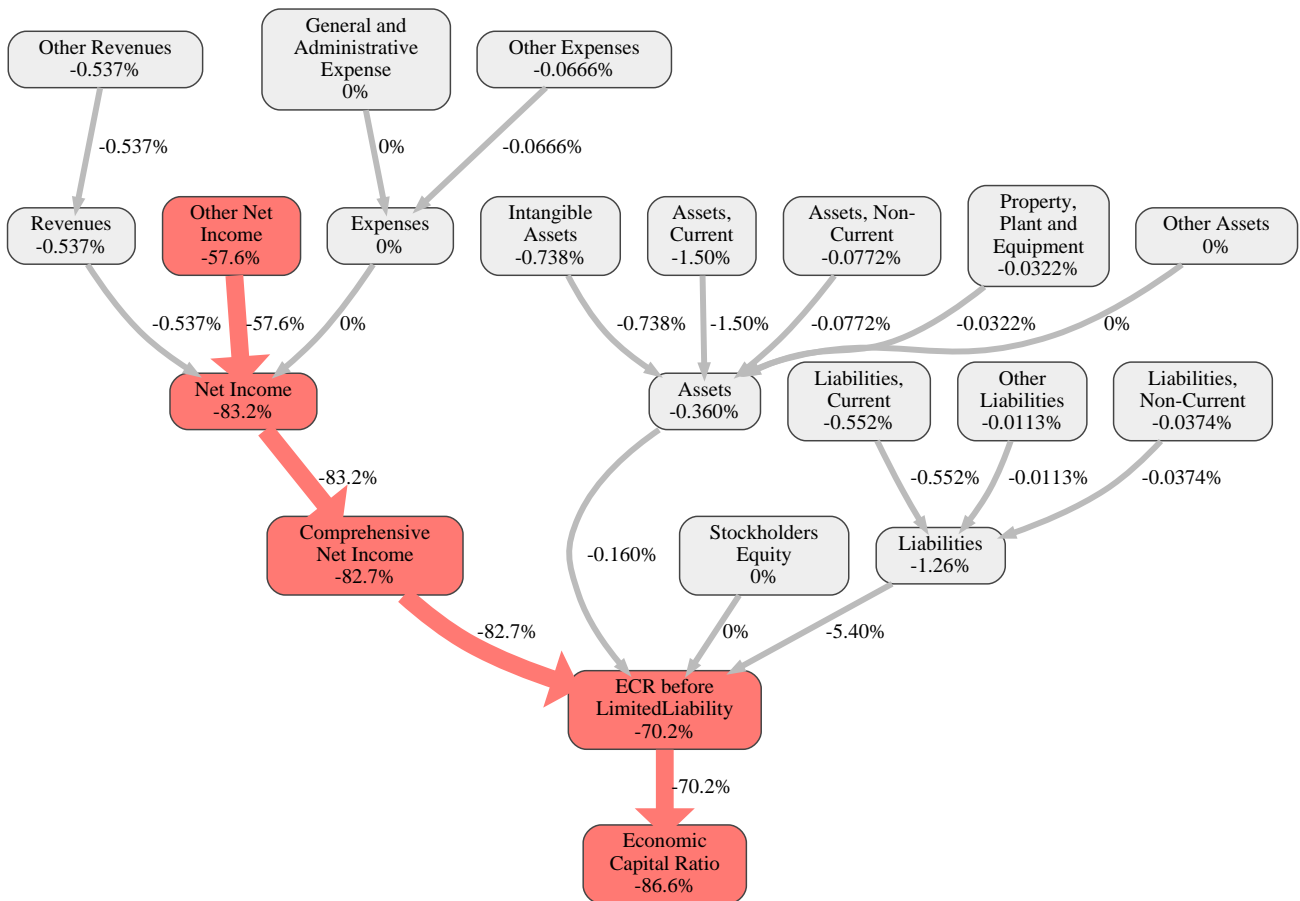 Other Revenues
-0.537%
General and
Administrative
Expense
0%
Other Expenses
-0.0666%
-0.537%
0%
-0.0666%
Revenues
-0.537%
Other Net
Income
-57.6%
Expenses
0%
Intangible
Assets
-0.738%
Assets,
Current
-1.50%
Assets, Non-
Current
-0.0772%
Property,
Plant and
Equipment
-0.0322%
Other Assets
0%
-0.537%
-57.6%
0%
-0.738%
-1.50%
-0.0772%
-0.0322%
0%
Net Income
-83.2%
Assets
-0.360%
Liabilities,
Current
-0.552%
Other
Liabilities
-0.0113%
Liabilities,
Non-Current
-0.0374%
-83.2%
-0.552%
-0.0113%
-0.0374%
Comprehensive
Net Income
-82.7%
-0.160%
Stockholders
Equity
0%
Liabilities
-1.26%
-82.7%
0%
-5.40%
ECR before
LimitedLiability
-70.2%
-70.2%
Economic
Capital Ratio
-86.6%